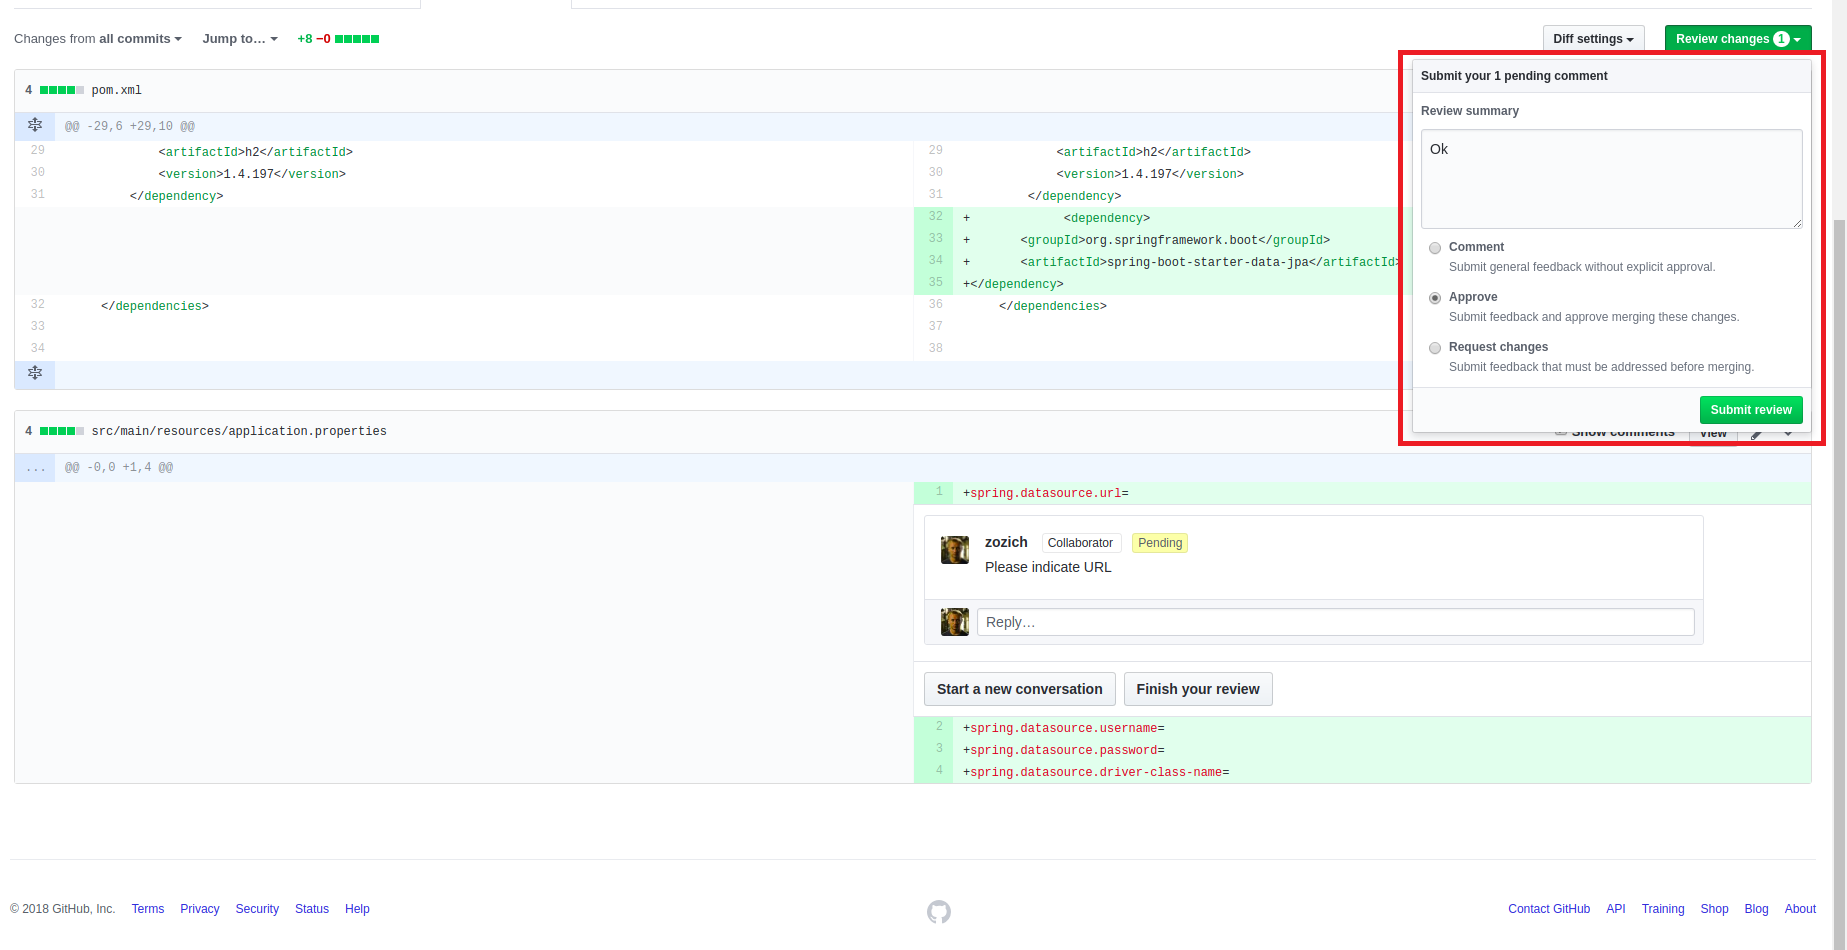 Changes from all commits Jump to… +8 −0 Diff settings Review changes 1
4 pom.xml
@@ -29,6 +29,10 @@
29 <artifactId>h2</artifactId> 29 <artifactId>h2</artifactId>
30 <version>1.4.197</version> 30 <version>1.4.197</version>
31 </dependency> 31 </dependency>
32 + <dependency>
33 + <groupId>org.springframework.boot</groupId>
34 + <artifactId>spring-boot-starter-data-jpa</artifactId>
35 +</dependency>
32 </dependencies> 36 </dependencies>
33 37
34 38
Submit your 1 pending comment
Review summary
Ok
Comment
Submit general feedback without explicit approval.
Approve
Submit feedback and approve merging these changes.
Request changes
Submit feedback that must be addressed before merging.
Submit review
4 src/main/resources/application.properties Show comments View
... @@ -0,0 +1,4 @@
1 +spring.datasource.url=
zozich Collaborator Pending
Please indicate URL
Reply…
Start a new conversation Finish your review
2 +spring.datasource.username=
3 +spring.datasource.password=
4 +spring.datasource.driver-class-name=
© 2018 GitHub, Inc. Terms Privacy Security Status Help Contact GitHub API Training Shop Blog About